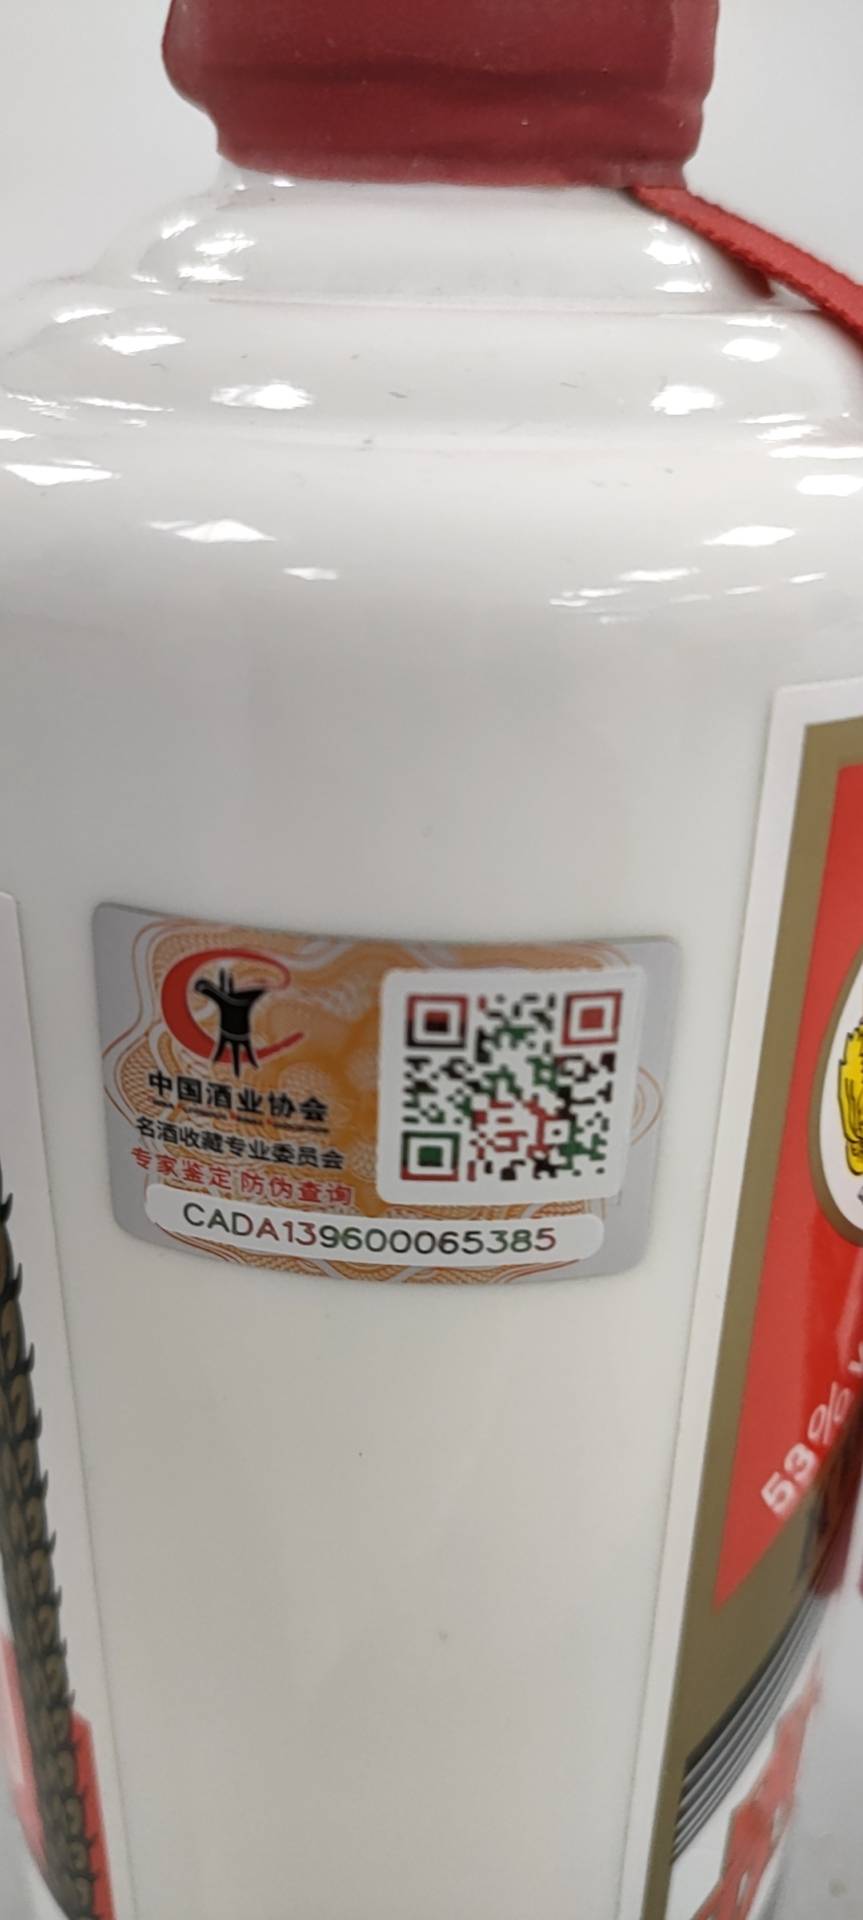 中国酒业协会
名酒收藏专业委员会
专家鉴定 防伪查询
CADA139600065385
53%